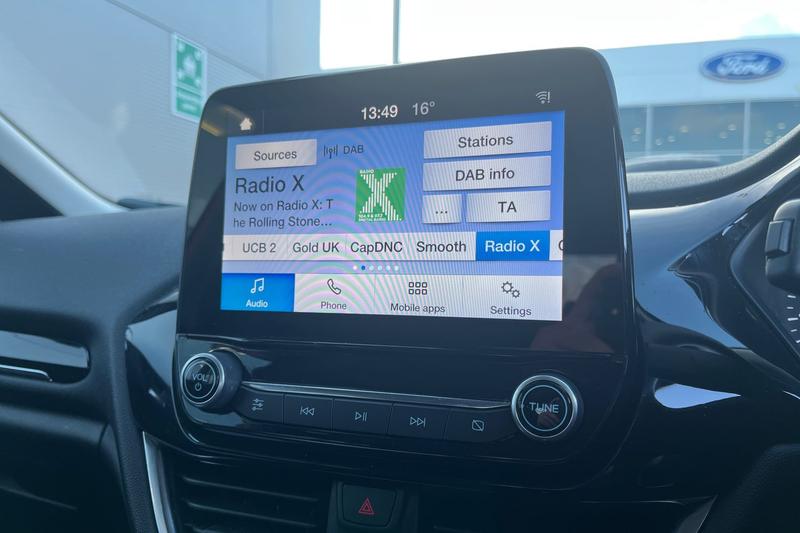 Ford
13:49 16°
Sources
DAB
Stations
Radio X
RADIO
X
DAB info
Now on Radio X: T
he Rolling Stone...
...
TA
UCB 2
Gold UK
CapDNC
Smooth
Radio X
Audio
Phone
Mobile apps
Settings
VOL
TUNE